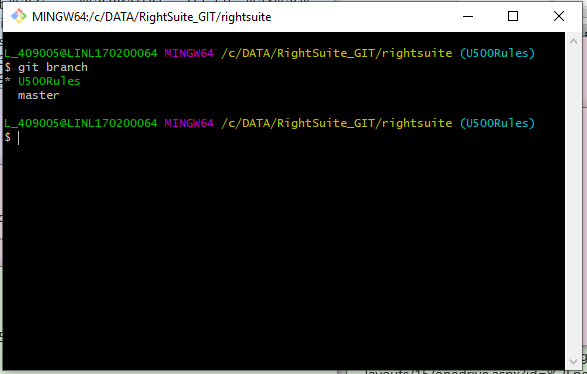 MINGW64:/c/DATA/RightSuite_GIT/rightsuite
L_409005@LINL170200064 MINGW64 /c/DATA/RightSuite_GIT/rightsuite (U500Rules)
$ git branch
* U500Rules
  master
L_409005@LINL170200064 MINGW64 /c/DATA/RightSuite_GIT/rightsuite (U500Rules)
$